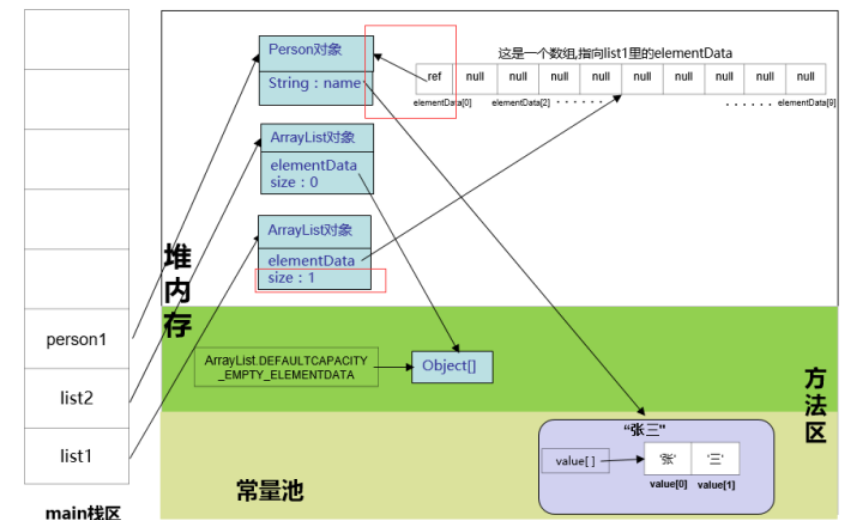 Person对象
String：name
这是一个数组,指向list1里的elementData
ref null null null null null null null null null
elementData[0] elementData[2] · · · · · · · · · · · · elementData[9]
ArrayList对象
elementData
size：0
ArrayList对象
elementData
size：1
堆内存
person1
list2
list1
main栈区
ArrayList.DEFAULTCAPACITY
_EMPTY_ELEMENTDATA
Object[]
方法区
常量池
“张三"
value[ ]
'张' '三'
value[0] value[1]